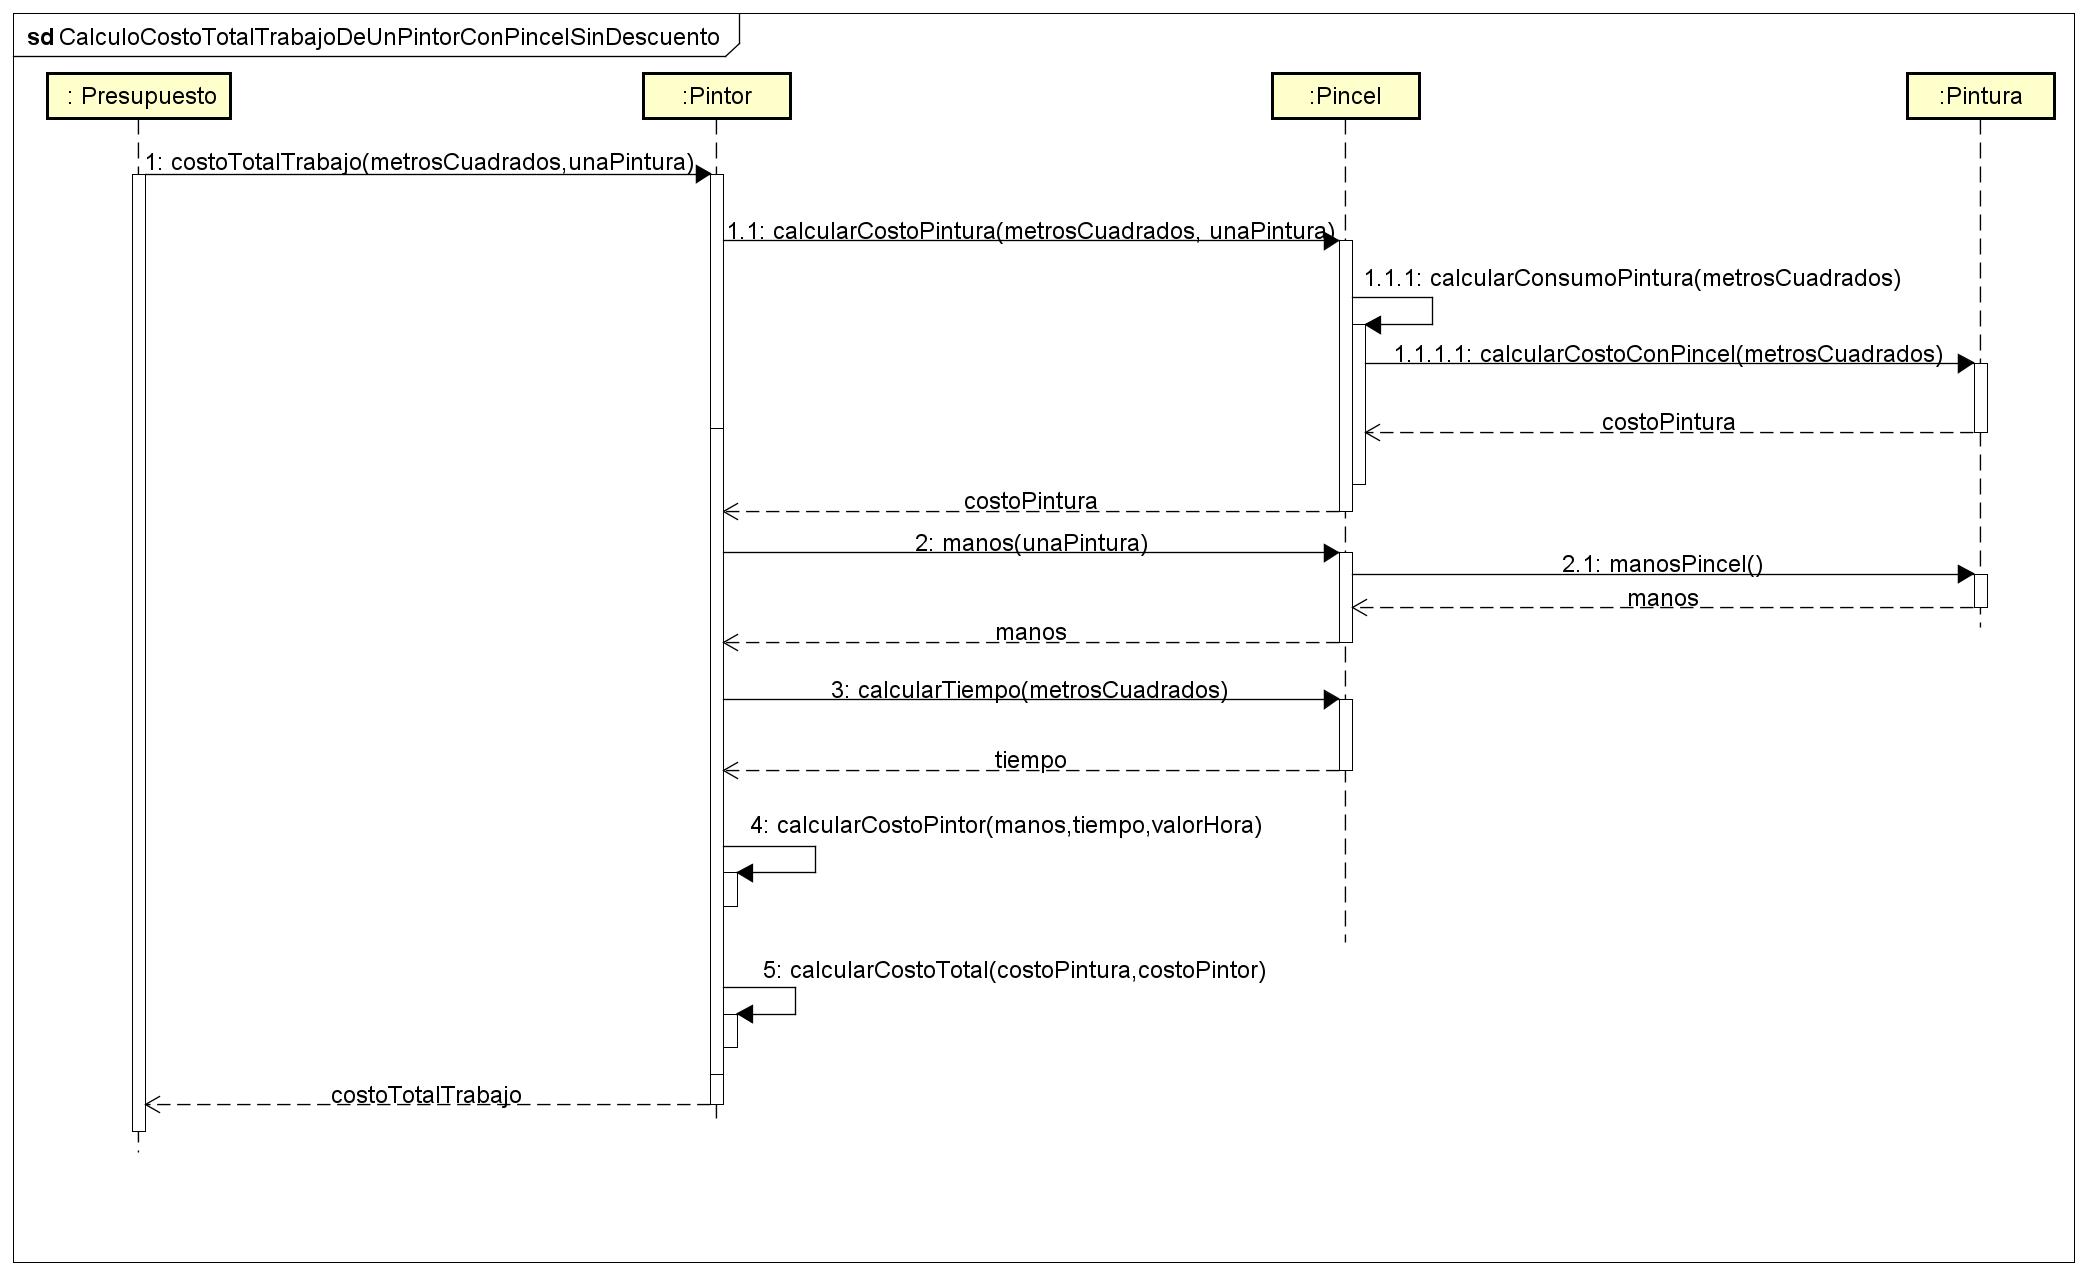 sd CalculoCostoTotalTrabajoDeUnPintorConPincelSinDescuento
: Presupuesto
:Pintor
:Pincel
:Pintura
1: costoTotalTrabajo(metrosCuadrados,unaPintura)
1.1: calcularCostoPintura(metrosCuadrados, unaPintura)
1.1.1: calcularConsumoPintura(metrosCuadrados)
1.1.1.1: calcularCostoConPincel(metrosCuadrados)
costoPintura
costoPintura
2: manos(unaPintura)
2.1: manosPincel()
manos
manos
3: calcularTiempo(metrosCuadrados)
tiempo
4: calcularCostoPintor(manos,tiempo,valorHora)
5: calcularCostoTotal(costoPintura,costoPintor)
costoTotalTrabajo